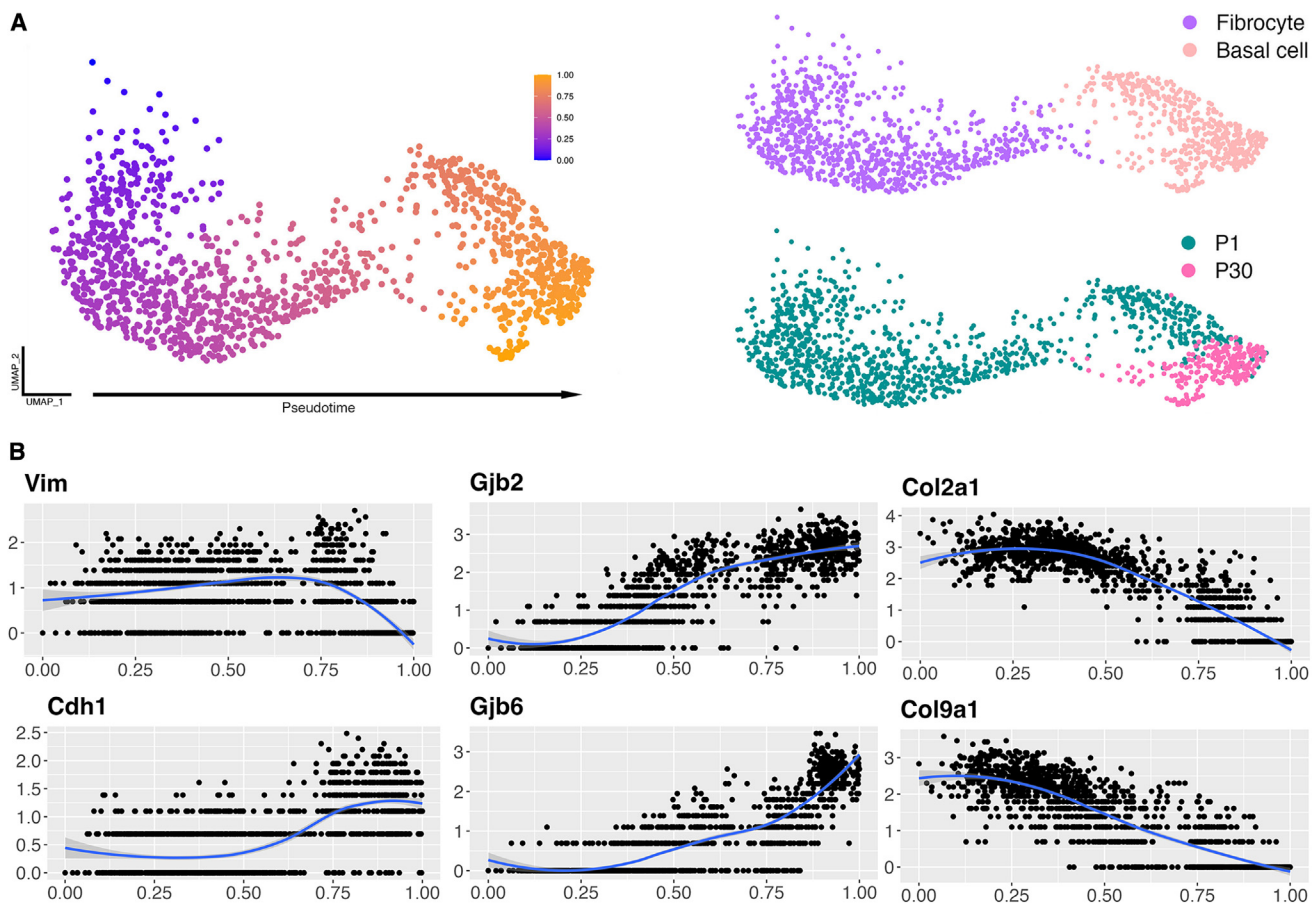 A
1.00
0.75
0.50
0.25
0.00
UMAP_2
UMAP_1
Pseudotime
Fibrocyte
Basal cell
P1
P30
B
Vim
2
1
0
0.00 0.25 0.50 0.75 1.00
Gjb2
3
2
1
0
0.00 0.25 0.50 0.75 1.00
Col2a1
4
3
2
1
0
0.00 0.25 0.50 0.75 1.00
Cdh1
2.5
2.0
1.5
1.0
0.5
0.0
0.00 0.25 0.50 0.75 1.00
Gjb6
3
2
1
0
0.00 0.25 0.50 0.75 1.00
Col9a1
3
2
1
0
0.00 0.25 0.50 0.75 1.00